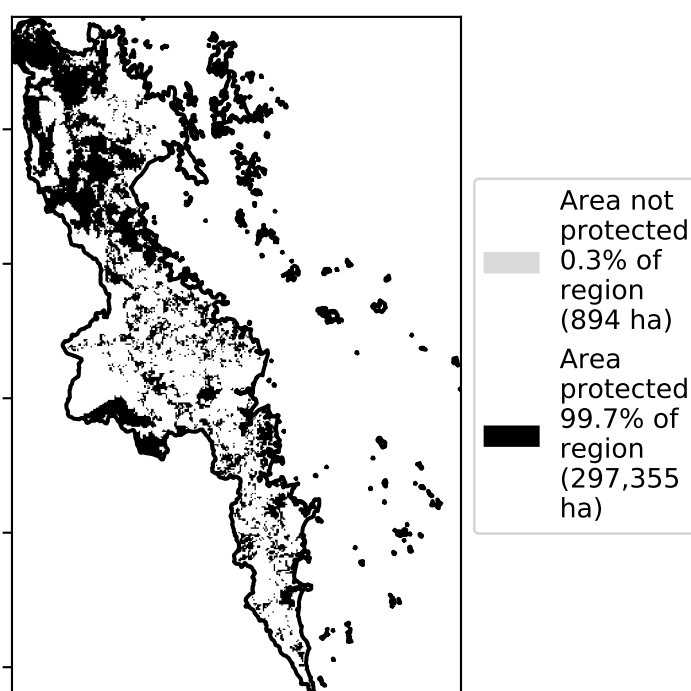 Area not
protected
0.3% of
region
(894 ha)
Area
protected
99.7% of
region
(297,355
ha)